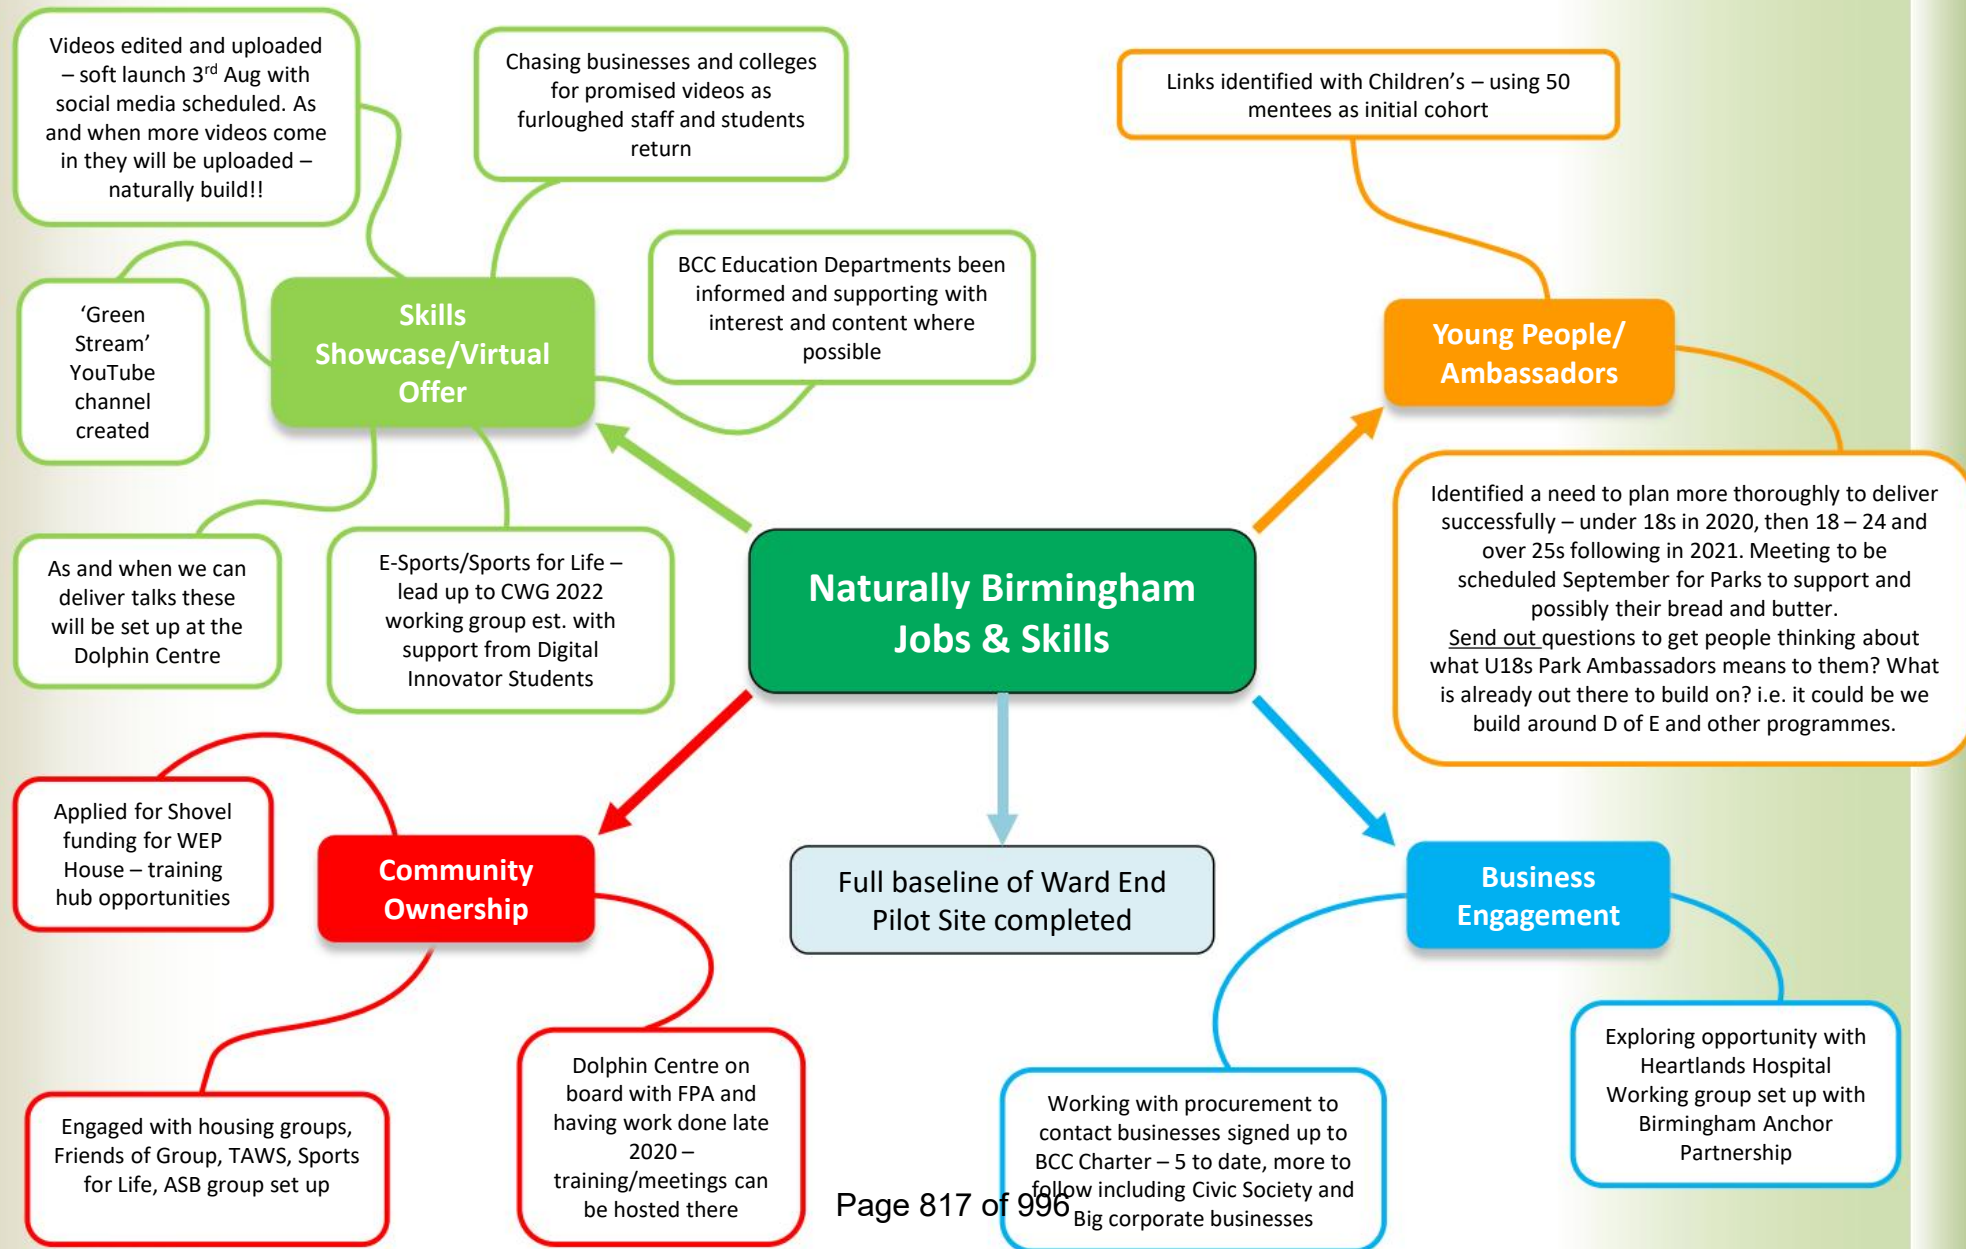 Videos edited and uploaded
– soft launch 3rd Aug with
social media scheduled. As
and when more videos come
in they will be uploaded –
naturally build!!
Chasing businesses and colleges
for promised videos as
furloughed staff and students
return
Links identified with Children’s – using 50
mentee as initial cohort
‘Green
Stream’
YouTube
channel
created
Skills
Showcase/Virtual
Offer
BCC Education Departments been
informed and supporting with
interest and content where
possible
Young People/
Ambassadors
As and when we can
deliver talks these
will be set up at the
Dolphin Centre
E-Sports/Sports for Life –
lead up to CWG 2022
working group est. with
support from Digital
Innovator Students
Naturally Birmingham
Jobs & Skills
Identified a need to plan more thoroughly to deliver
successfully – under 18s in 2020, then 18 – 24 and
over 25s following in 2021. Meeting to be
scheduled September for Parks to support and
possibly their bread and butter.
Send out questions to get people thinking about
what U18s Park Ambassadors means to them? What
is already out there to build on? i.e. it could be we
build around D of E and other programmes.
Applied for Shovel
funding for WEP
House – training
hub opportunities
Community
Ownership
Full baseline of Ward End
Pilot Site completed
Business
Engagement
Engaged with housing groups,
Friends of Group, TAWS, Sports
for Life, ASB group set up
Dolphin Centre on
board with FPA and
having work done late
2020 –
training/meetings can
be hosted there
Working with procurement to
contact businesses signed up to
BCC Charter – 5 to date, more to
follow including Civic Society and
Big corporate businesses
Exploring opportunity with
Heartlands Hospital
Working group set up with
Birmingham Anchor
Partnership
Page 817 of 996